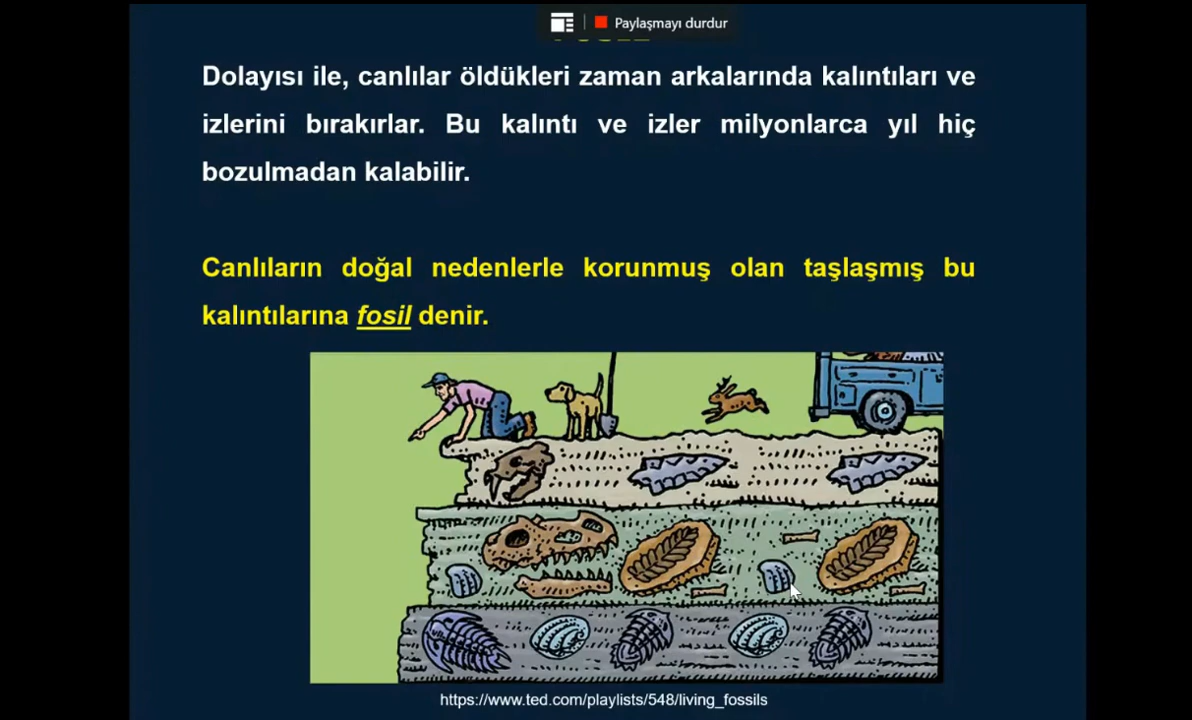 Paylaşmayı durdur
Dolayısı ile, canlılar öldükleri zaman arkalarında kalıntıları ve
izlerini bırakırlar. Bu kalıntı ve izler milyonlarca yıl hiç
bozulmadan kalabilir.
Canlıların doğal nedenlerle korunmuş olan taşlaşmış bu
kalıntılarına fosil denir.
https://www.ted.com/playlists/548/living_fossils